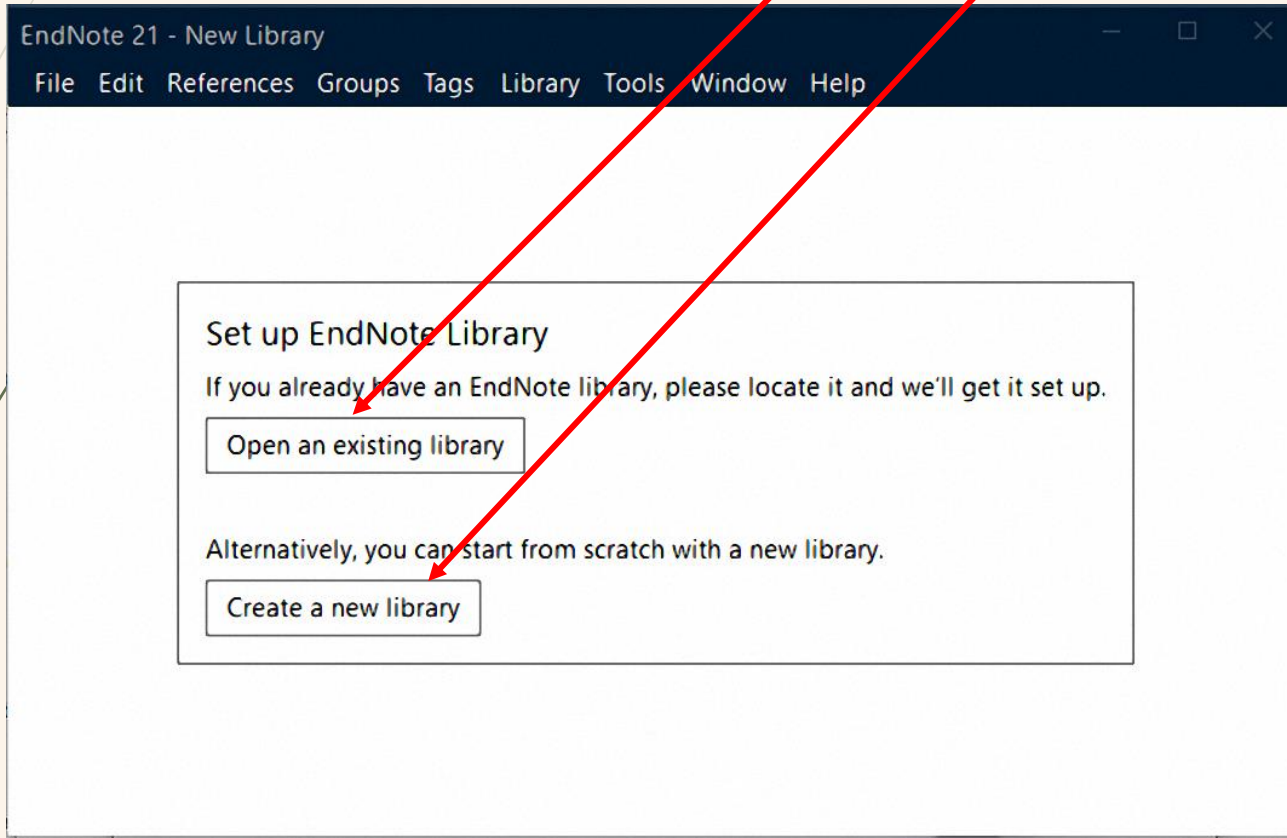 EndNote 21 - New Library
File Edit References Groups Tags Library Tools Window Help
Set up EndNote Library
If you already have an EndNote library, please locate it and we'll get it set up.
Open an existing library
Alternatively, you can start from scratch with a new library.
Create a new library